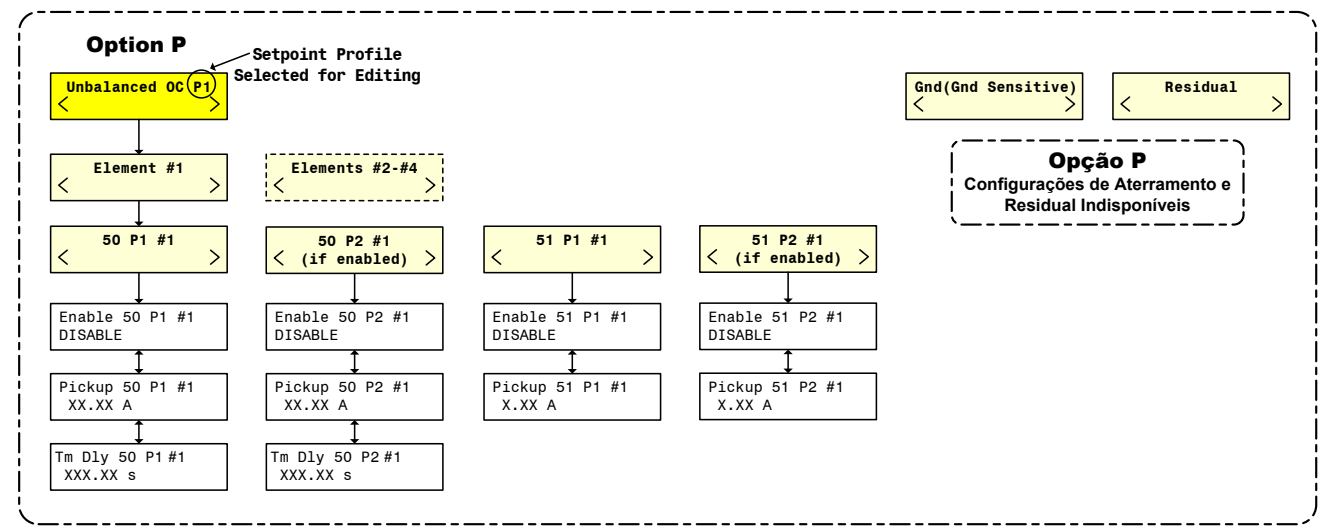 Option P
Setpoint Profile
Selected for Editing
Unbalanced OC P1
< >
Gnd(Gnd Sensitive)
< >
Residual
< >
Opção P
Configurações de Aterramento e
Residual Indisponíveis
Element #1
< >
Elements #2-#4
< >
50 P1 #1
< >
50 P2 #1
< (if enabled) >
51 P1 #1
< >
51 P2 #1
< (if enabled) >
Enable 50 P1 #1
DISABLE
Enable 50 P2 #1
DISABLE
Enable 51 P1 #1
DISABLE
Enable 51 P2 #1
DISABLE
Pickup 50 P1 #1
XX.XX A
Pickup 50 P2 #1
XX.XX A
Pickup 51 P1 #1
X.XX A
Pickup 51 P2 #1
X.XX A
Tm Dly 50 P1 #1
XXX.XX s
Tm Dly 50 P2 #1
XXX.XX s